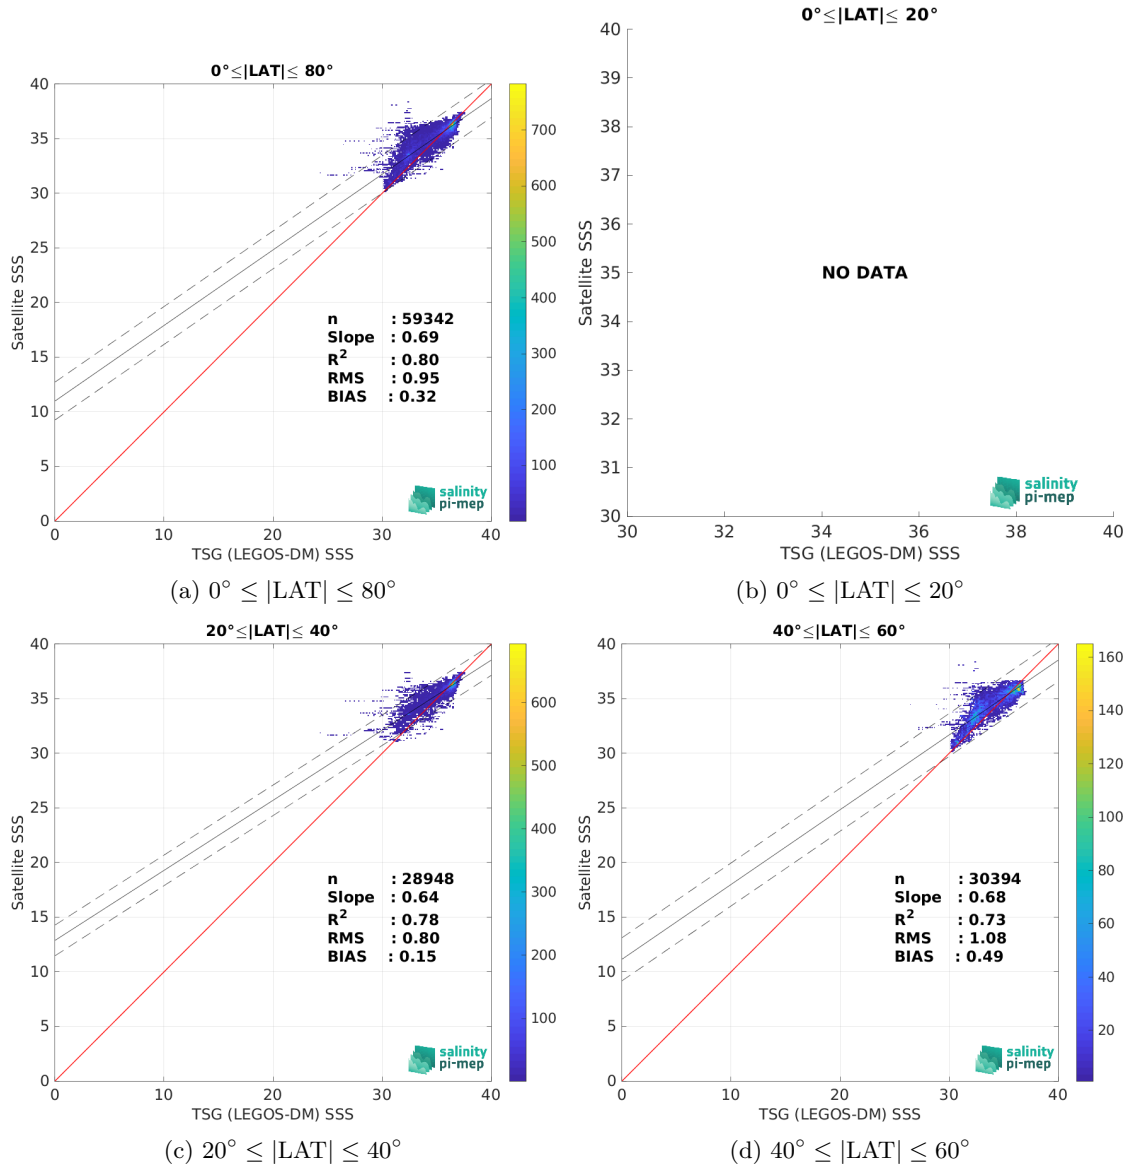 0°≤|LAT|≤ 80°
40
35
30
25
20
15
10
5
0
Satellite SSS
0 10 20 30 40
TSG (LEGOS-DM) SSS
n : 59342
Slope : 0.69
R² : 0.80
RMS : 0.95
BIAS : 0.32
700
600
500
400
300
200
100
salinity
pi-mep
(a) 0° ≤ |LAT| ≤ 80°
0°≤|LAT|≤ 20°
40
39
38
37
36
35
34
33
32
31
30
Satellite SSS
NO DATA
30 32 34 36 38 40
TSG (LEGOS-DM) SSS
salinity
pi-mep
(b) 0° ≤ |LAT| ≤ 20°
20°≤|LAT|≤ 40°
40
35
30
25
20
15
10
5
0
Satellite SSS
0 10 20 30 40
TSG (LEGOS-DM) SSS
n : 28948
Slope : 0.64
R² : 0.78
RMS : 0.80
BIAS : 0.15
600
500
400
300
200
100
salinity
pi-mep
(c) 20° ≤ |LAT| ≤ 40°
40°≤|LAT|≤ 60°
40
35
30
25
20
15
10
5
0
Satellite SSS
0 10 20 30 40
TSG (LEGOS-DM) SSS
n : 30394
Slope : 0.68
R² : 0.73
RMS : 1.08
BIAS : 0.49
160
140
120
100
80
60
40
20
salinity
pi-mep
(d) 40° ≤ |LAT| ≤ 60°